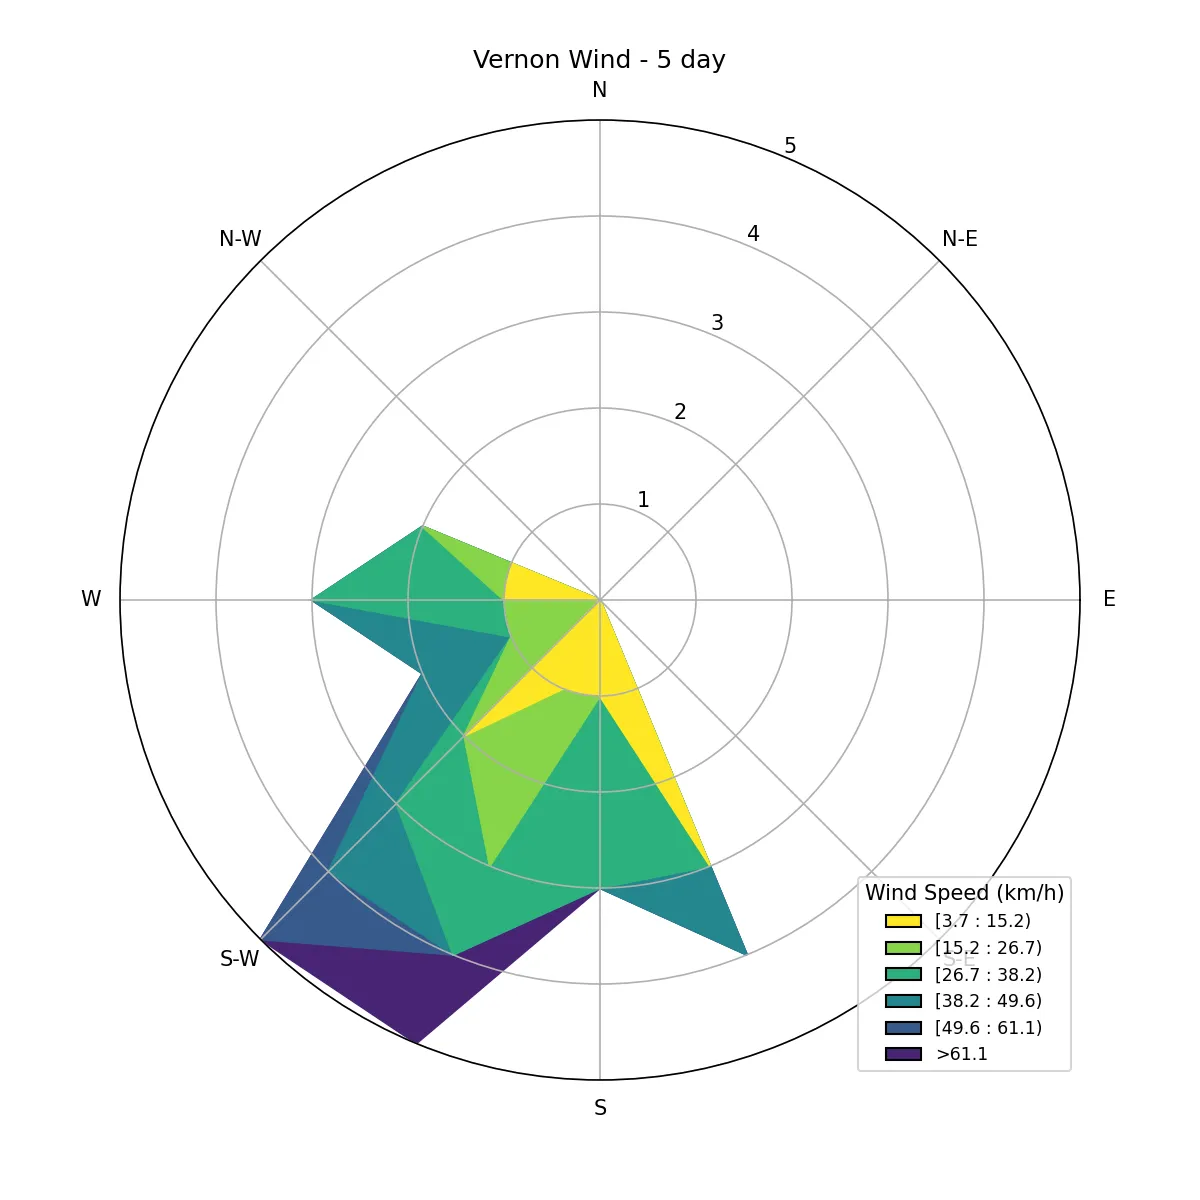 Vernon Wind - 5 day
N
5
N-W
N-E
4
3
2
1
W
E
Wind Speed (km/h)
[3.7 : 15.2)
[15.2 : 26.7)
S-W
S-E
[26.7 : 38.2)
[38.2 : 49.6)
[49.6 : 61.1)
>61.1
S